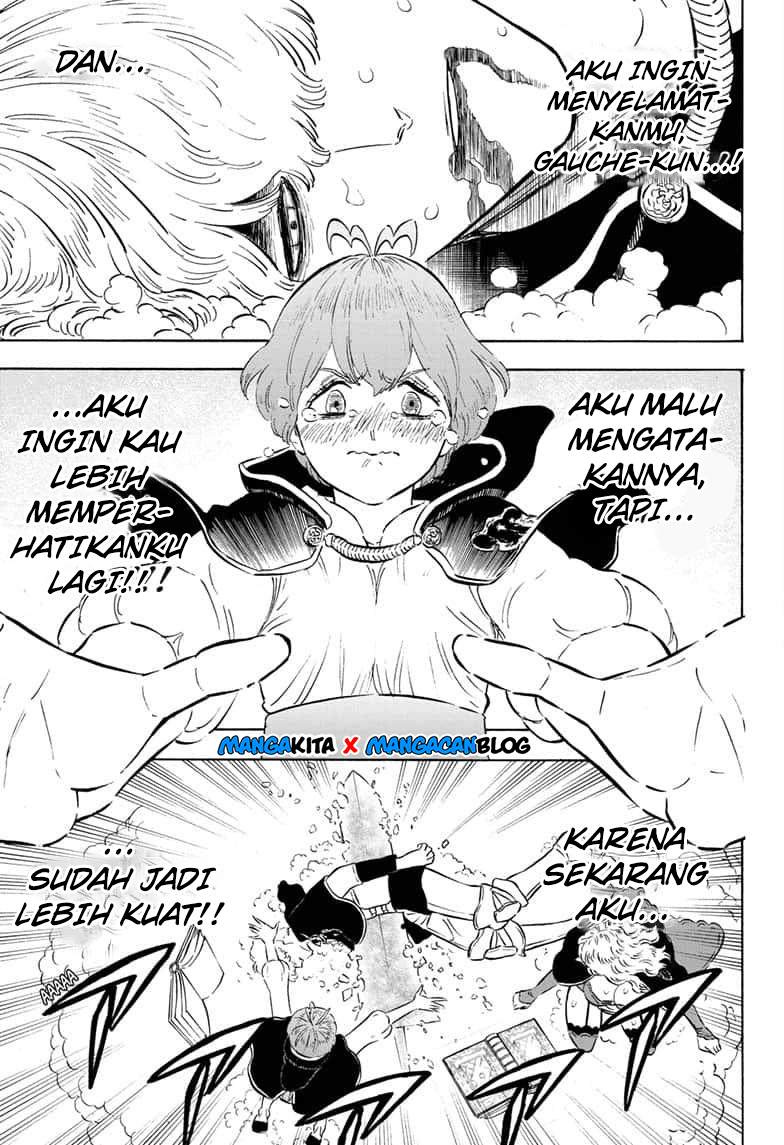 AKU INGIN
MENYELAMAT-
KANMU,
GAUCHE-KUN...!
DAN...
AKU MALU
MENGATA-
KANNYA,
TAPI...
...AKU
INGIN KAU
LEBIH
MEMPER-
HATIKANKU
LAGI!!!
MANGAKITA X MANGACANBLOG
KARENA
SEKARANG
AKU...
...
SUDAH JADI
LEBIH KUAT!!
AAAAA